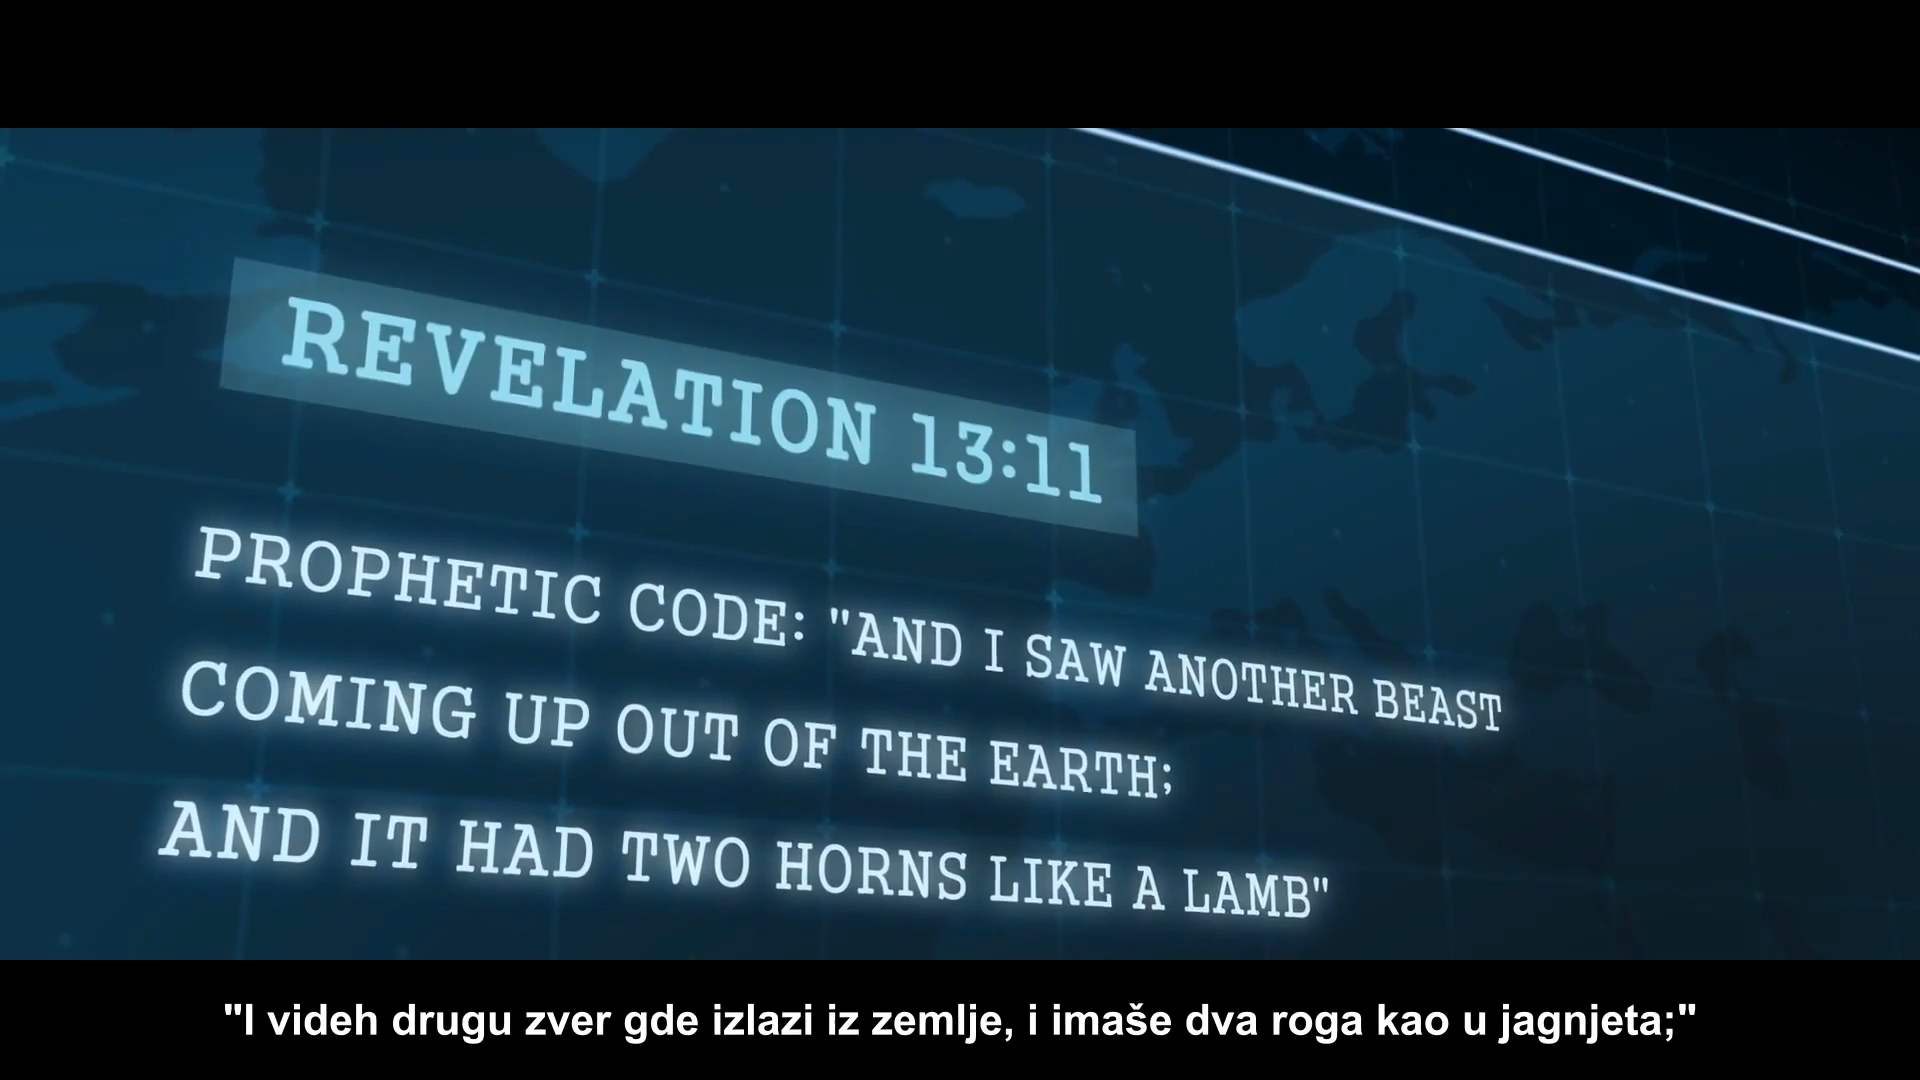 REVELATION 13:11
PROPHETIC CODE: "AND I SAW ANOTHER BEAST
COMING UP OUT OF THE EARTH;
AND IT HAD TWO HORNS LIKE A LAMB"
"I videh drugu zver gde izlazi iz zemlje, i imaše dva roga kao u jagnjeta;"